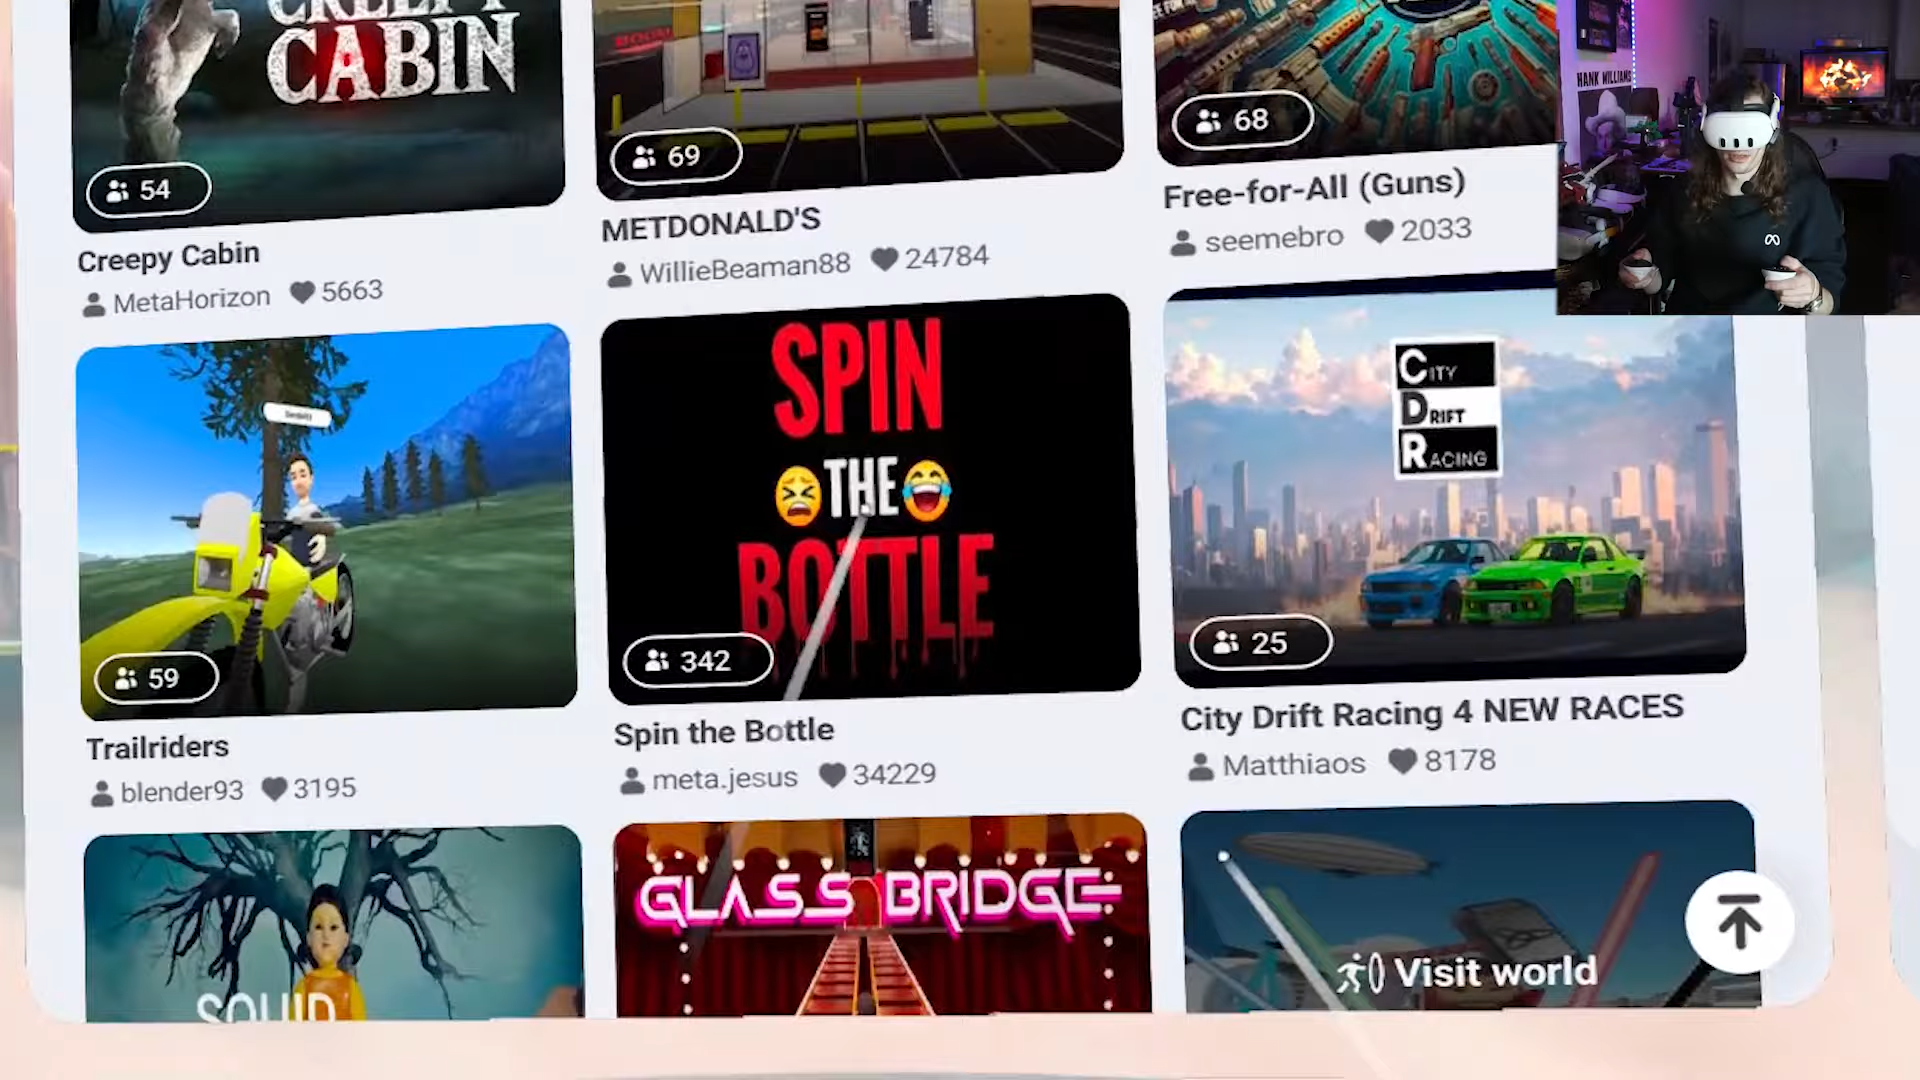 CREEPY
CABIN
54
Creepy Cabin
MetaHorizon 5663
69
METDONALD'S
WillieBeaman88 24784
68
Free-for-All (Guns)
seemebro 2033
HANK WILLIAMS
59
Trailriders
blender93 3195
SPIN
THE
BOTTLE
342
Spin the Bottle
meta.jesus 34229
CITY
DRIFT
RACING
25
City Drift Racing 4 NEW RACES
Matthiaos 8178
SQUID
GLASS BRIDGE
Visit world